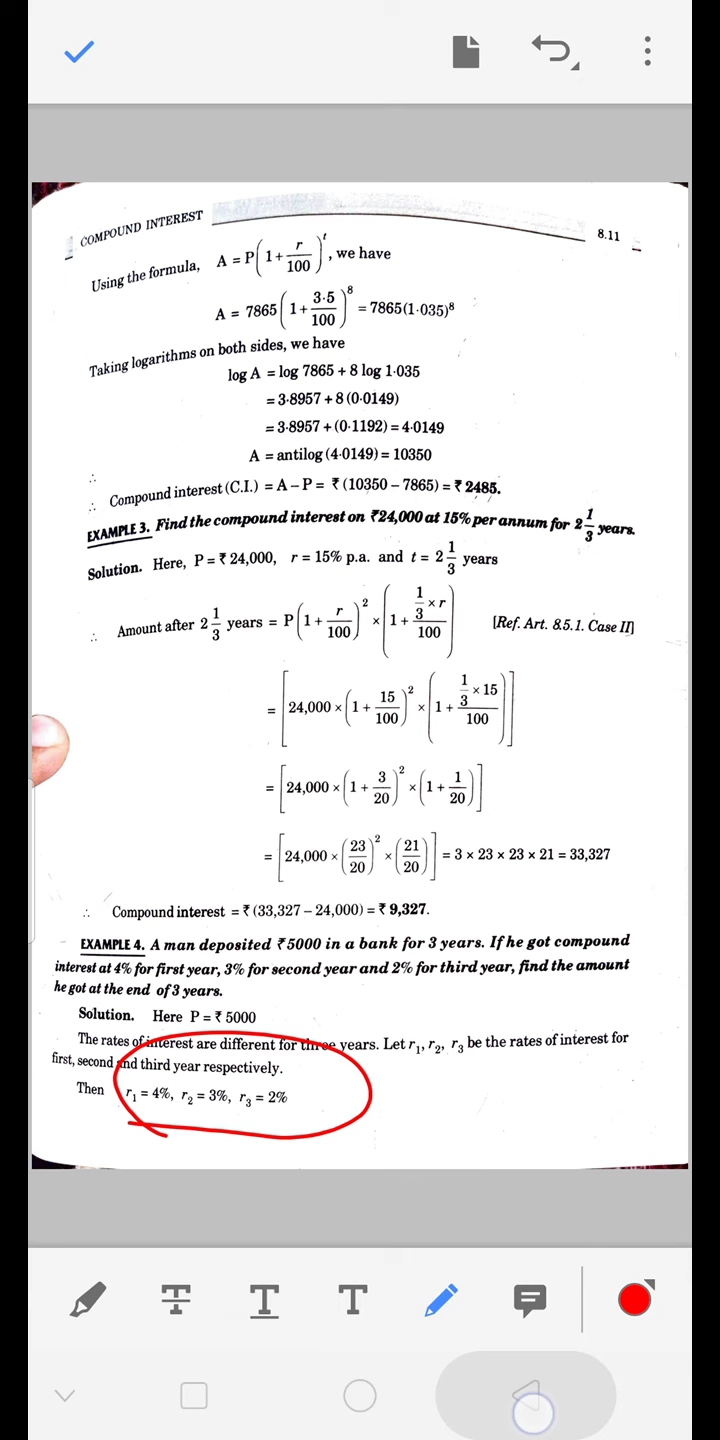 COMPOUND INTEREST 8.11
Using the formula, A = P(1 + r/100)^t, we have
A = 7865(1 + 3·5/100)^8 = 7865(1·035)^8
Taking logarithms on both sides, we have
log A = log 7865 + 8 log 1·035
= 3·8957 + 8 (0·0149)
= 3·8957 + (0·1192) = 4·0149
∴ A = antilog (4·0149) = 10350
∴ Compound interest (C.I.) = A – P = ₹ (10350 – 7865) = ₹ 2485.
EXAMPLE 3. Find the compound interest on ₹24,000 at 15% per annum for 2 1/3 years.
Solution. Here, P = ₹ 24,000, r = 15% p.a. and t = 2 1/3 years
∴ Amount after 2 1/3 years = P(1 + r/100)^2 × (1 + (1/3 × r)/100) [Ref. Art. 8.5.1. Case II]
= [24,000 × (1 + 15/100)^2 × (1 + (1/3 × 15)/100)]
= [24,000 × (1 + 3/20)^2 × (1 + 1/20)]
= [24,000 × (23/20)^2 × (21/20)] = 3 × 23 × 23 × 21 = 33,327
∴ Compound interest = ₹ (33,327 – 24,000) = ₹ 9,327.
EXAMPLE 4. A man deposited ₹5000 in a bank for 3 years. If he got compound
interest at 4% for first year, 3% for second year and 2% for third year, find the amount
he got at the end of 3 years.
Solution. Here P = ₹ 5000
The rates of interest are different for three years. Let r₁, r₂, r₃ be the rates of interest for
first, second and third year respectively.
Then r₁ = 4%, r₂ = 3%, r₃ = 2%
T T T